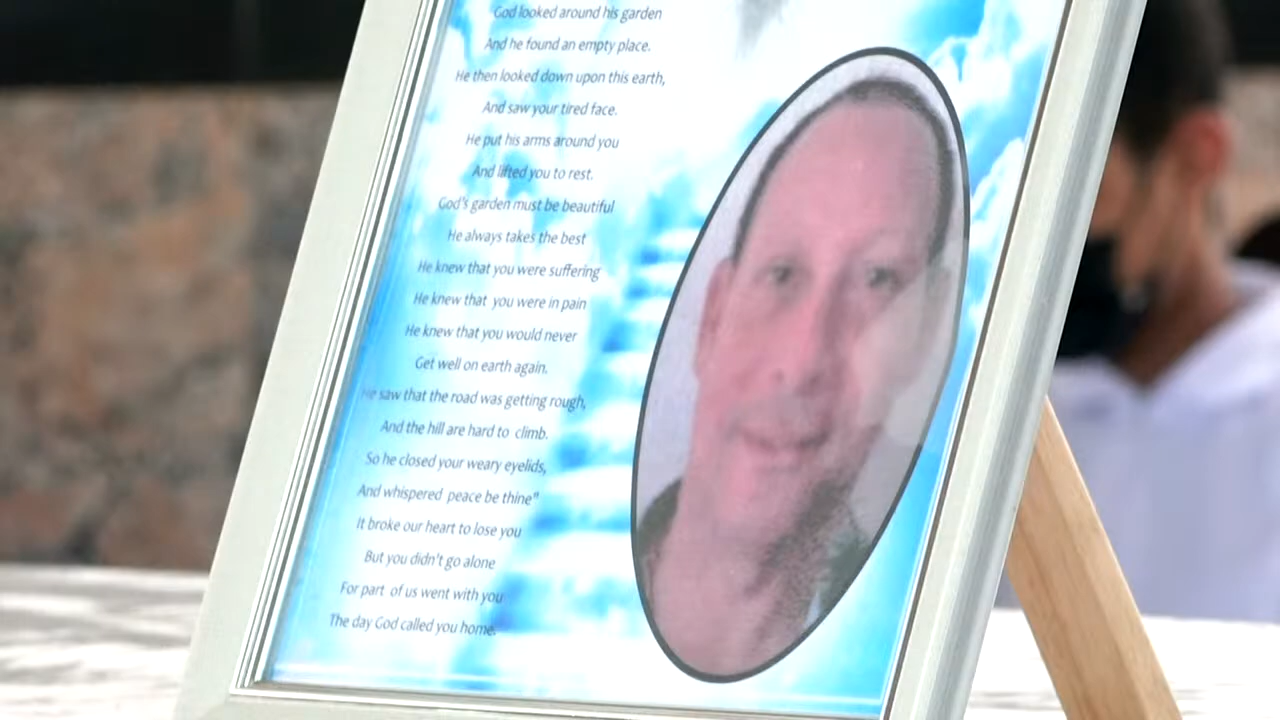 God looked around his garden
And he found an empty place.
He then looked down upon this earth,
And saw your tired face.
He put his arms around you
And lifted you to rest.
God's garden must be beautiful
He always takes the best
He knew that you were suffering
He knew that you were in pain
He knew that you would never
Get well on earth again.
He saw that the road was getting rough,
And the hill are hard to climb.
So he closed your weary eyelids,
And whispered peace be thine"
It broke our heart to lose you
But you didn't go alone
For part of us went with you
The day God called you home.